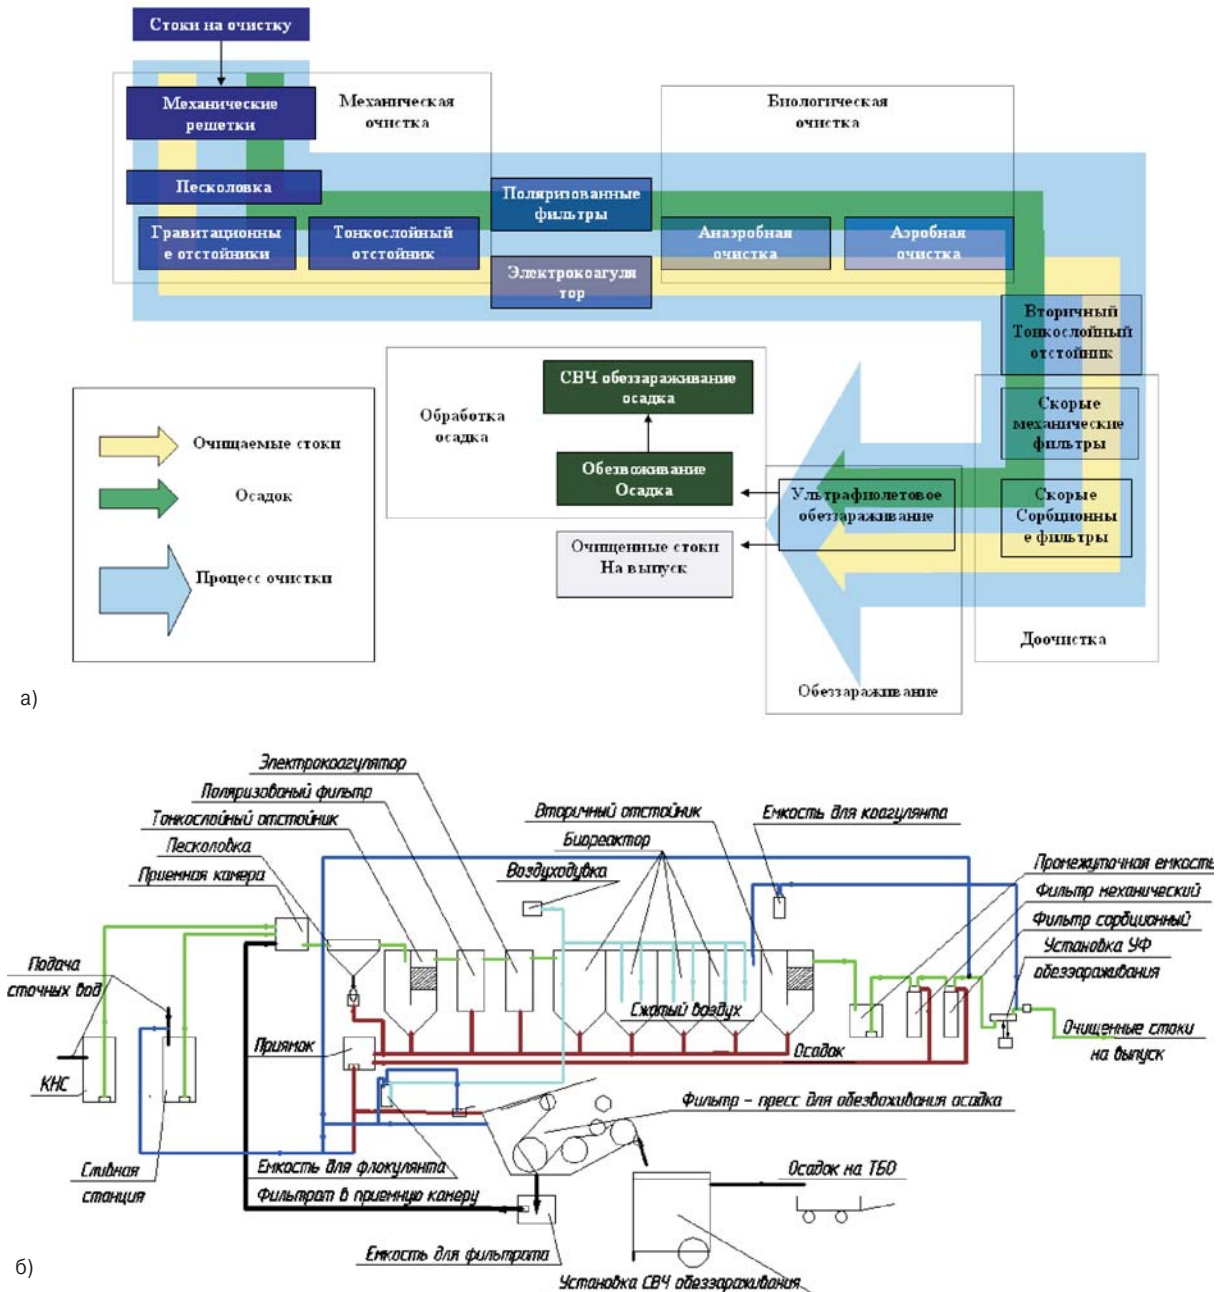 Стоки на очистку
Механические
решетки
Механическая
очистка
Биологическая
очистка
Песколовка
Поляризованные
фильтры
Гравитационны
е отстойники
Тонкослойный
отстойник
Анаэробная
очистка
Аэробная
очистка
Электрокоагуля
тор
Вторичный
Тонкослойный
отстойник
СВЧ обеззараживание
осадка
Обработка
осадка
Скорые
механические
фильтры
Очищаемые стоки
Обезвоживание
Осадка
Ультрафиолетовое
обеззараживание
Скорые
Сорбционны
е фильтры
Осадок
Очищенные стоки
На выпуск
Процесс очистки
Доочистка
Обеззараживание
а)
Электрокоагулятор
Поляризованый фильтр
Тонкослойный отстойник
Песколовка
Приемная камера
Вторичный отстойник
Биореактор
Воздуходувка
Емкость для коагулянта
Промежуточная емкость
Фильтр механический
Фильтр сорбционный
Установка УФ
обеззараживания
Подача
сточных вод
Сжатый воздух
Очищенные стоки
на выпуск
Приямок
Осадок
КНС
Фильтр - пресс для обезвоживания осадка
Сливная
станция
Емкость для флокулянта
Фильтрат в приемную камеру
Осадок на ТБО
Емкость для фильтрата
Установка СВЧ обеззараживания
б)